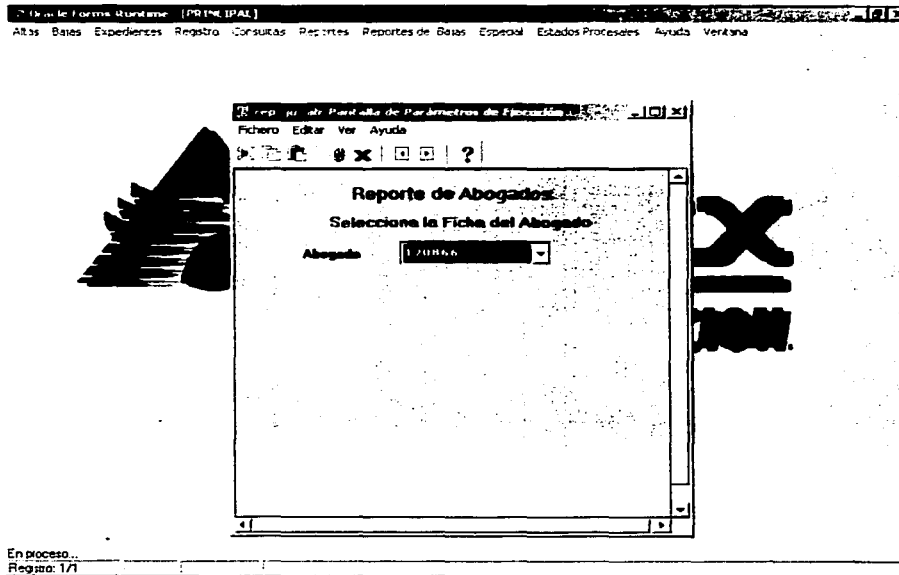 Oracle Forms Runtime - [PRINCIPAL]
Altas Bajas Expedientes Registro Consultas Reportes Reportes de Bajas Especial Estados Procesales Ayuda Ventana
Pantalla de Parámetros de Ejecución
Fichero Editar Ver Ayuda
Reporte de Abogados
Seleccione la Ficha del Abogado
Abogado 120866
En proceso...
Registro: 1/1